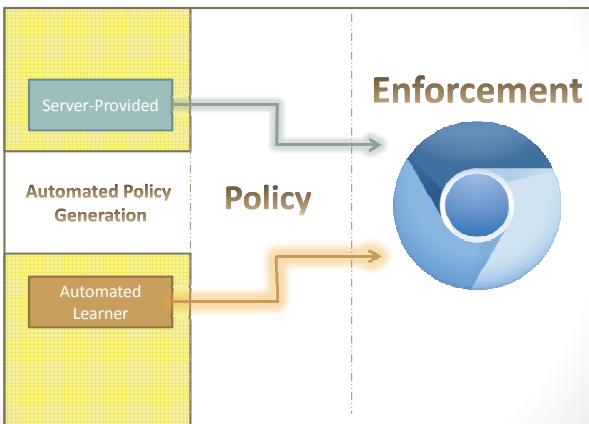 Server-Provided
Automated Policy
Generation
Automated
Learner
Policy
Enforcement